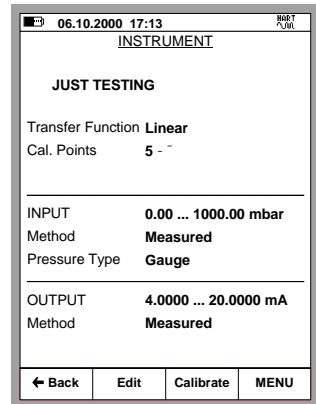 06.10.2000 17:13 HART
INSTRUMENT
JUST TESTING
Transfer Function Linear
Cal. Points 5 - ¯
INPUT 0.00 ... 1000.00 mbar
Method Measured
Pressure Type Gauge
OUTPUT 4.0000 ... 20.0000 mA
Method Measured
← Back Edit Calibrate MENU